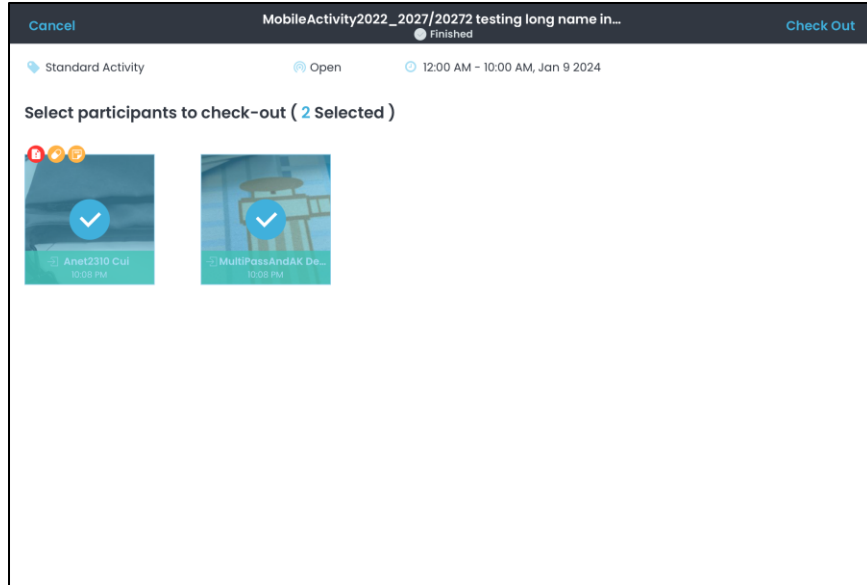 Cancel
MobileActivity2022_2027/20272 testing long name in...
Check Out
Finished
Standard Activity
Open
12:00 AM - 10:00 AM, Jan 9 2024
Select participants to check-out ( 2 Selected )
Anet2310 Cui
10:08 PM
MultiPassAndAK De...
10:08 PM